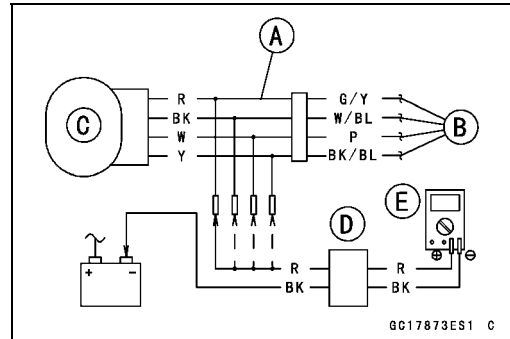 A
R G/Y
C BK W/BL B
W P
Y BK/BL
E
D
+ - R R ⊕ ⊖
BK BK
GC17873ES1 C